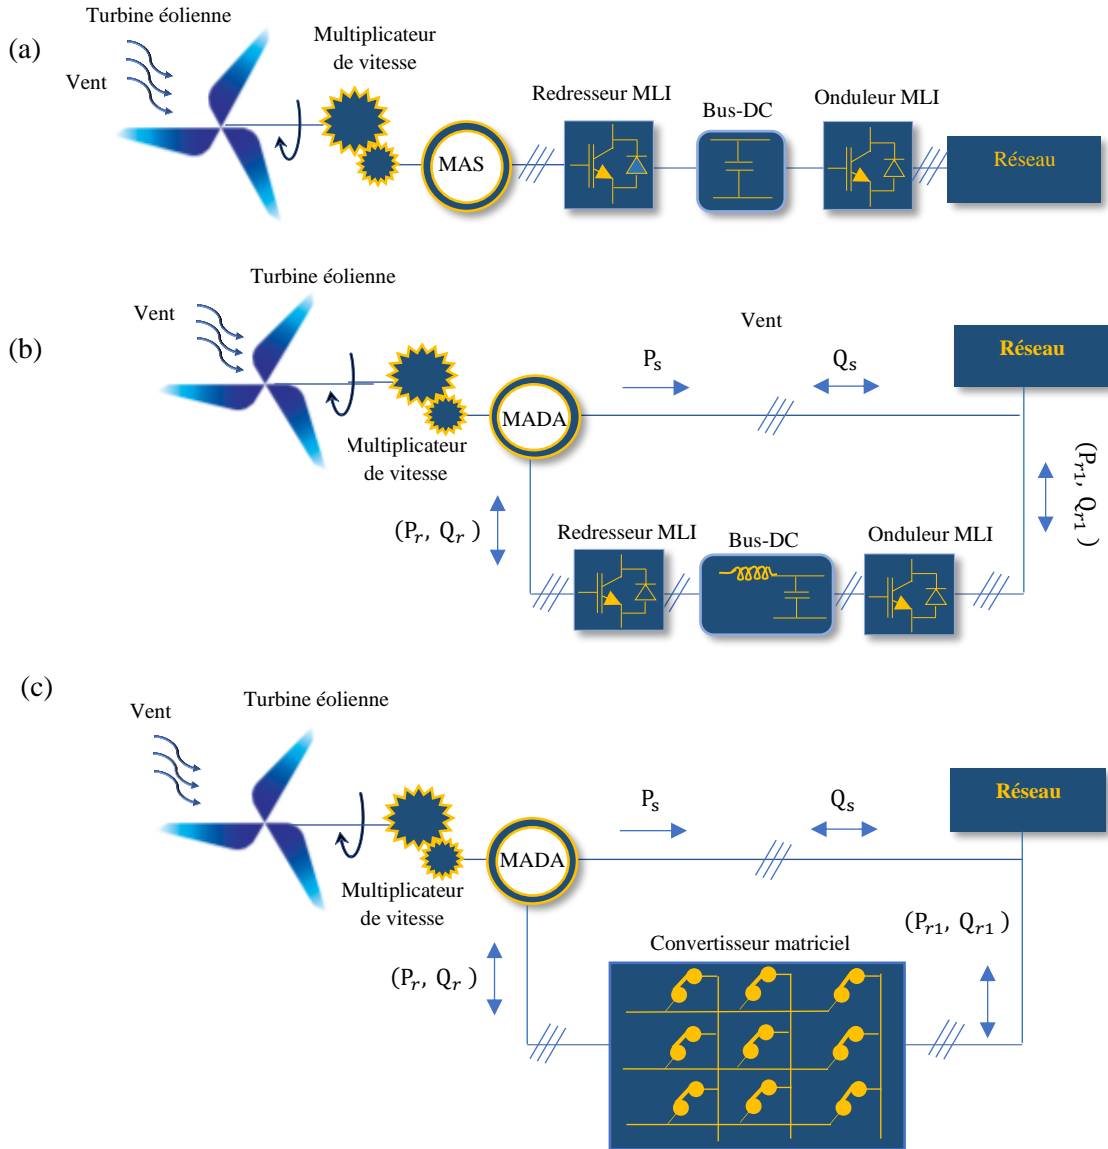 (a)
Turbine éolienne
Vent
Multiplicateur
de vitesse
MAS
Redresseur MLI
Bus-DC
Onduleur MLI
Réseau
(b)
Turbine éolienne
Vent
Multiplicateur
de vitesse
MADA
Vent
Pₛ
Qₛ
Réseau
(Pᵣ, Qᵣ )
(Pᵣ₁, Qᵣ₁)
Redresseur MLI
Bus-DC
Onduleur MLI
(c)
Turbine éolienne
Vent
Multiplicateur
de vitesse
MADA
Pₛ
Qₛ
Réseau
(Pᵣ, Qᵣ )
(Pᵣ₁, Qᵣ₁ )
Convertisseur matriciel